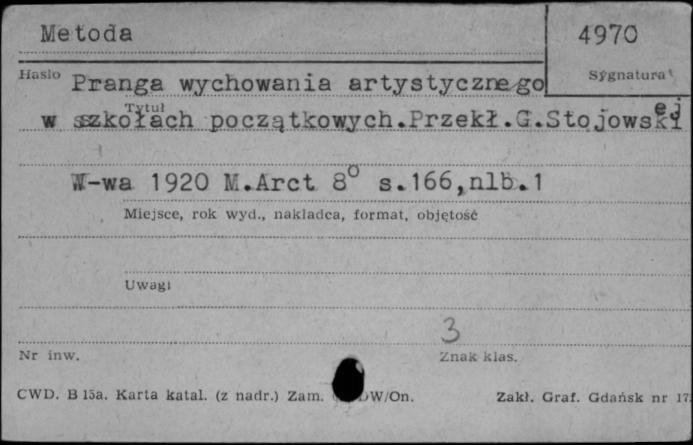 Metoda
4970
Hasło
Sygnatura
Pranga wychowania artystycznego
Tytuł
w szkołach początkowych.Przekł.G.Stojowskiej
W-wa 1920 M.Arct 8° s.166,nlb.1
Miejsce, rok wyd., nakładca, format, objętość
Uwagi
3
Nr inw.
Znak klas.
CWD. B 15a. Karta katal. (z nadr.) Zam. DW/On.
Zakł. Graf. Gdańsk nr